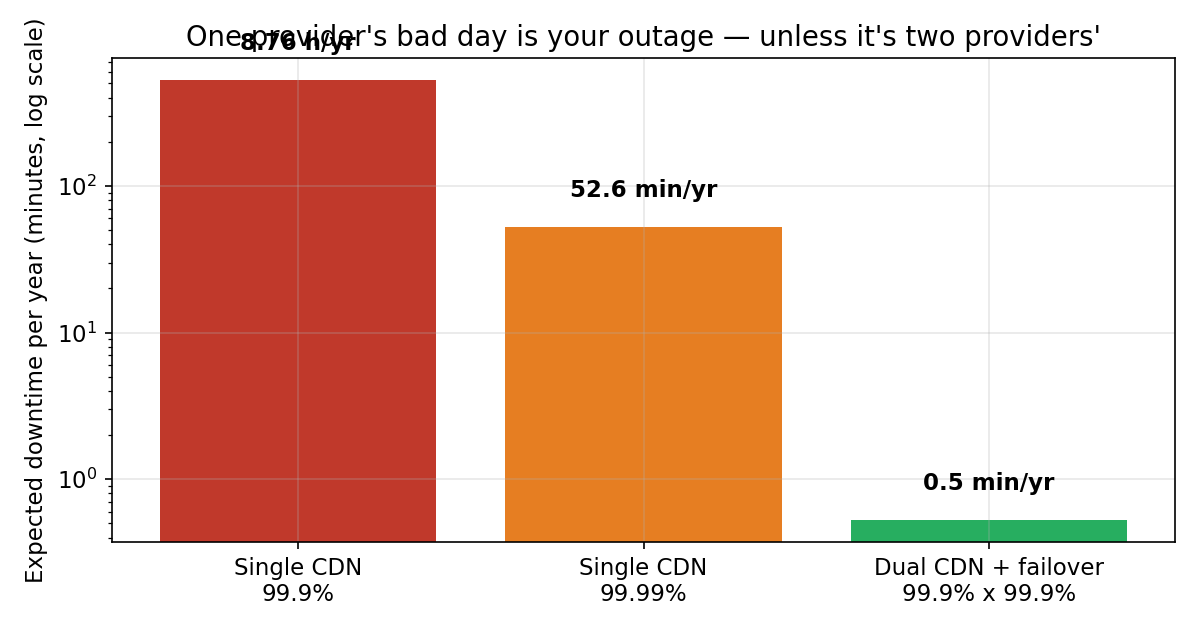 One provider's bad day is your outage — unless it's two providers'
8.76 h/yr
52.6 min/yr
0.5 min/yr
Expected downtime per year (minutes, log scale)
10²
10¹
10⁰
Single CDN
99.9%
Single CDN
99.99%
Dual CDN + failover
99.9% x 99.9%